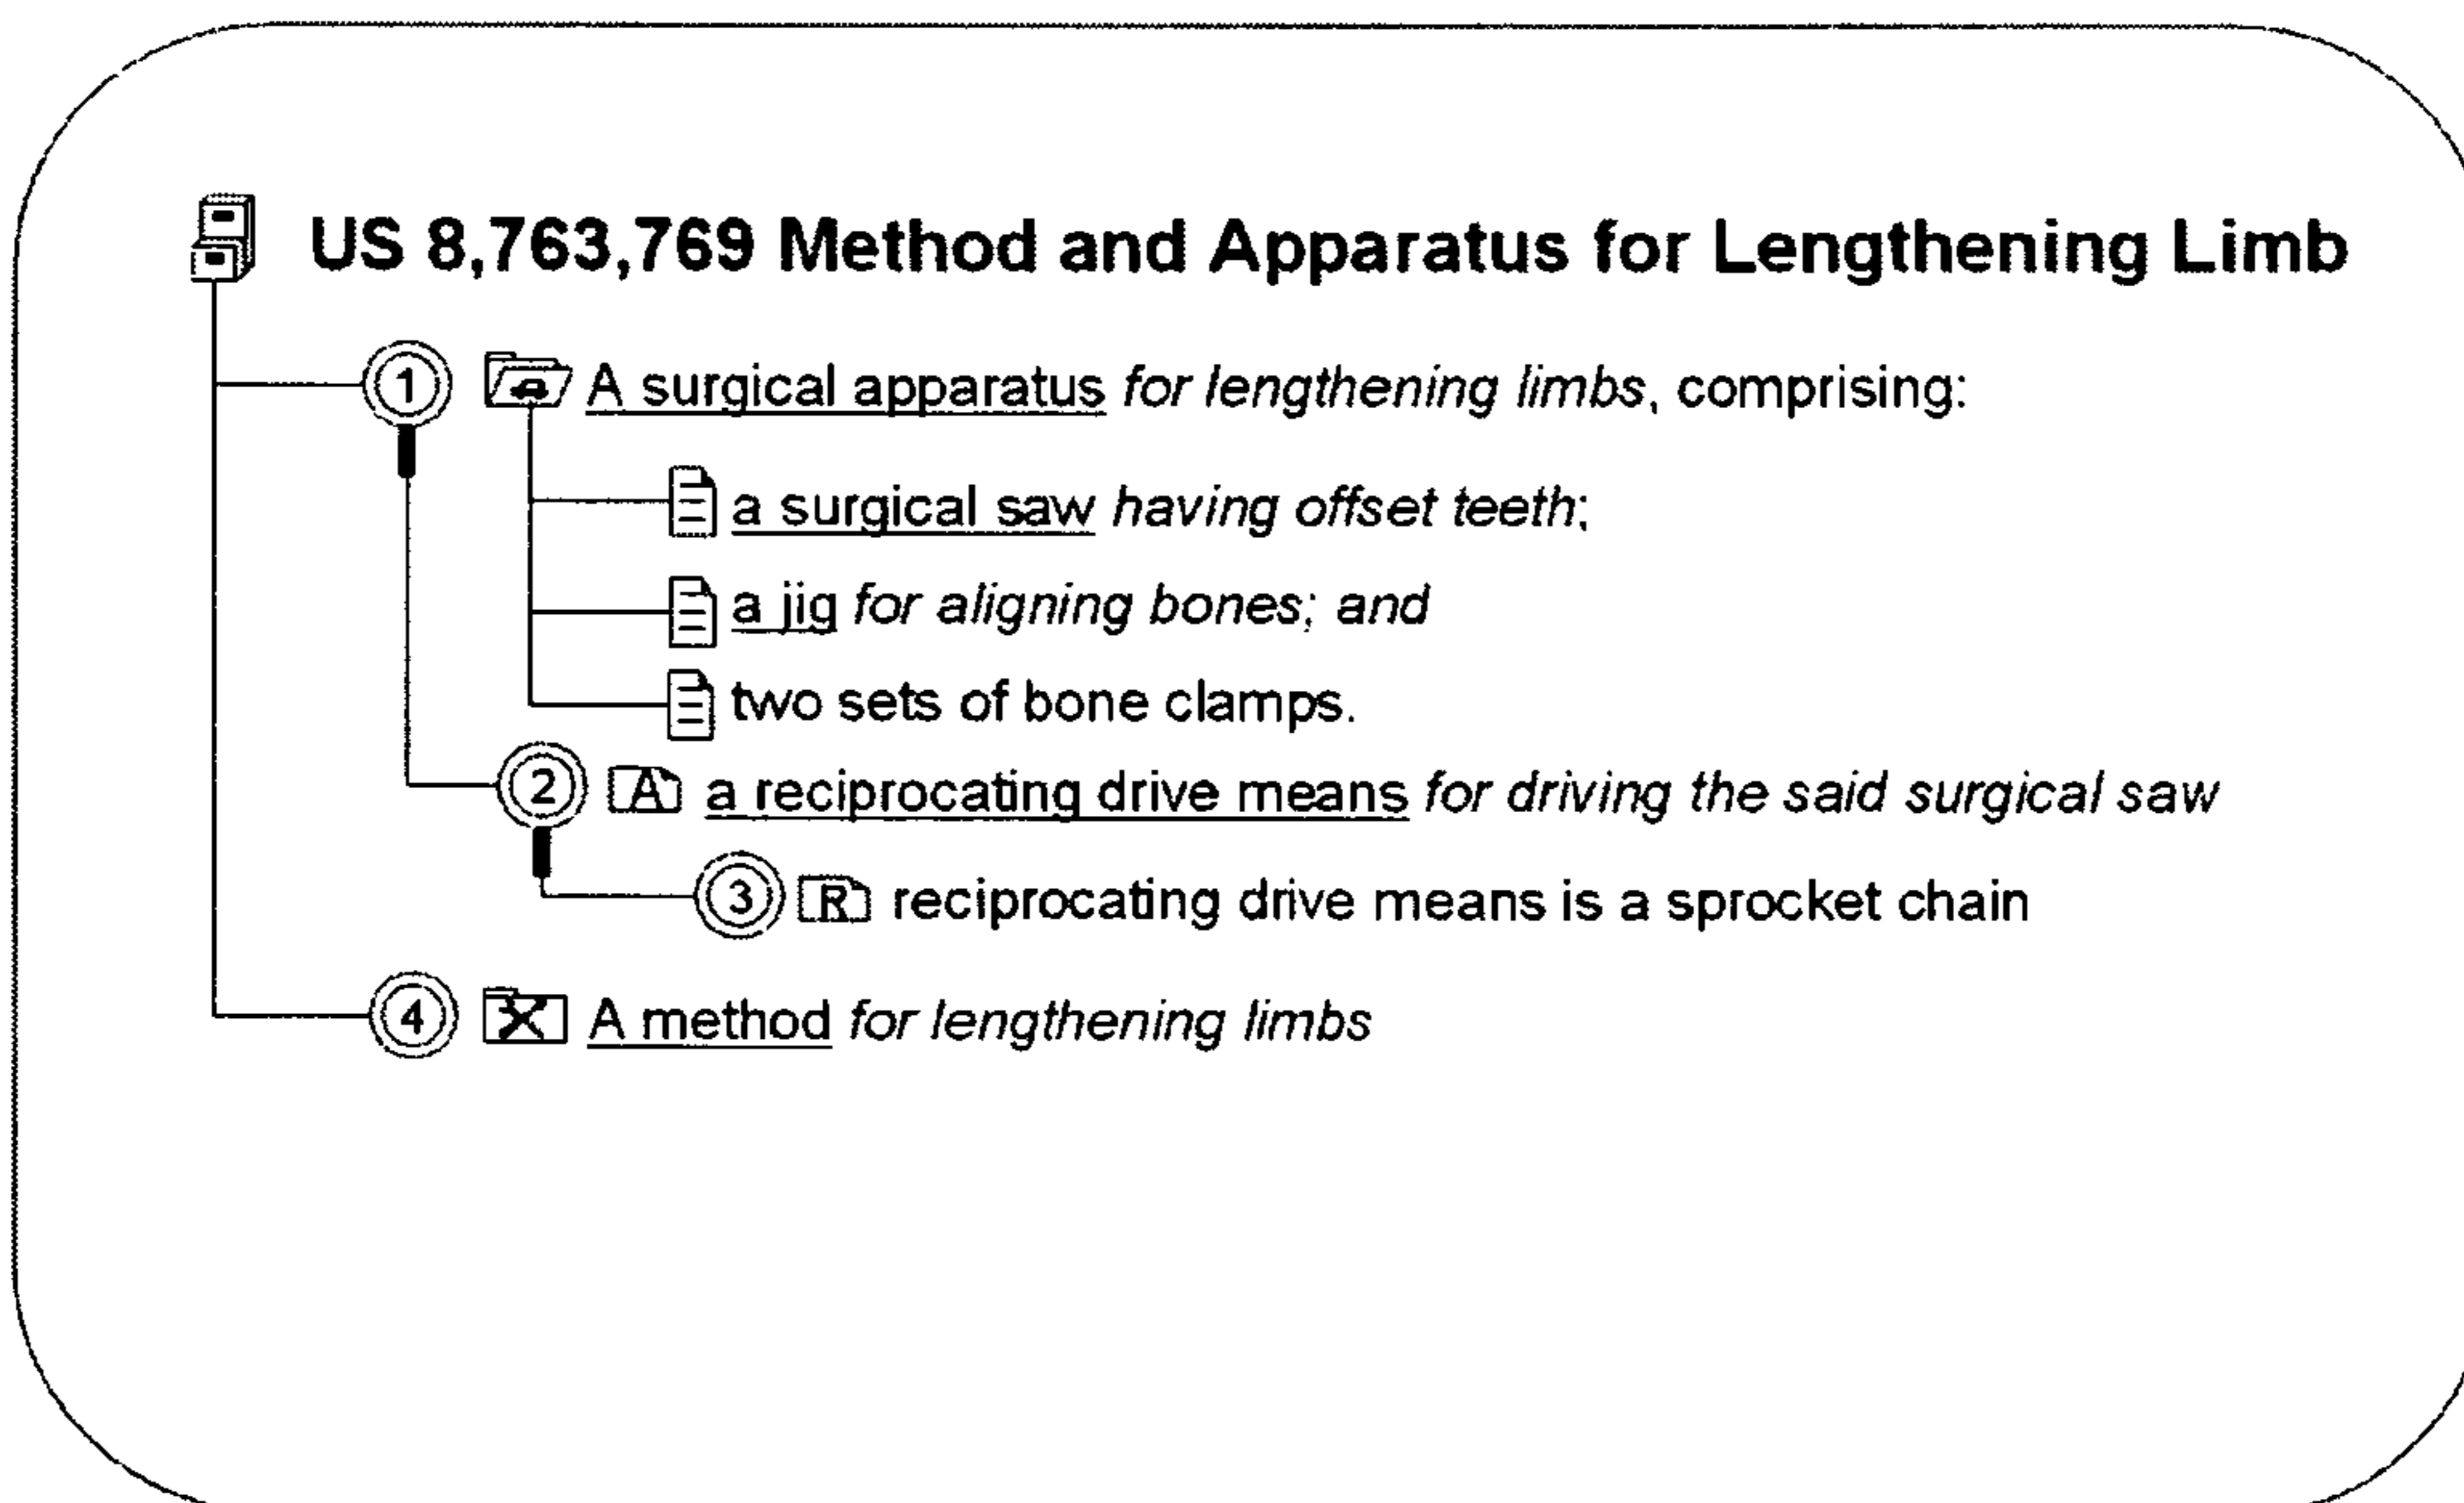 US 8,763,769 Method and Apparatus for Lengthening Limb
1 a A surgical apparatus for lengthening limbs, comprising:
a surgical saw having offset teeth;
a jig for aligning bones; and
two sets of bone clamps.
2 A a reciprocating drive means for driving the said surgical saw
3 R reciprocating drive means is a sprocket chain
4 X A method for lengthening limbs